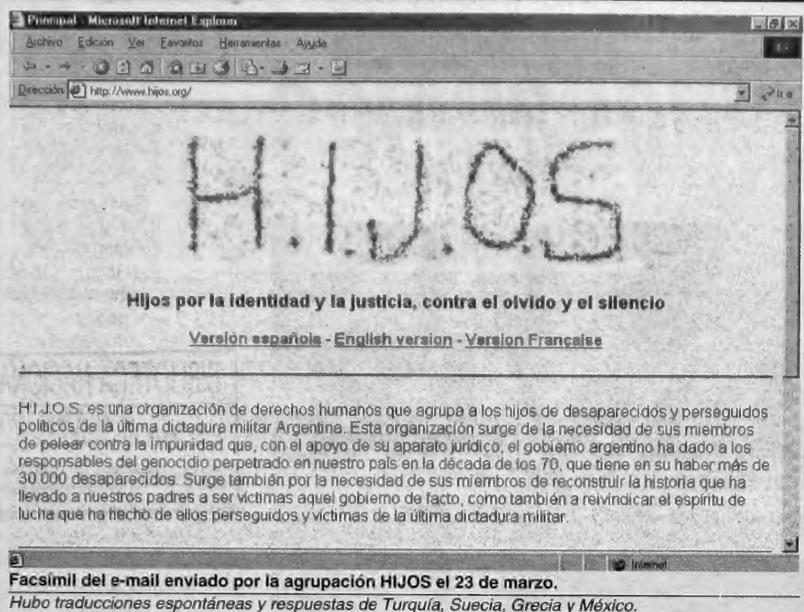 Principal - Microsoft Internet Explorer
Archivo Edición Ver Favoritos Herramientas Ayuda
Dirección http://www.hijos.org/ Ir a
H.I.J.O.S
Hijos por la identidad y la justicia, contra el olvido y el silencio
Versión española - English version - Version Française
H.I.J.O.S. es una organización de derechos humanos que agrupa a los hijos de desaparecidos y perseguidos
políticos de la última dictadura militar Argentina. Esta organización surge de la necesidad de sus miembros
de pelear contra la impunidad que, con el apoyo de su aparato jurídico, el gobierno argentino ha dado a los
responsables del genocidio perpetrado en nuestro país en la década de los 70, que tiene en su haber más de
30.000 desaparecidos. Surge también por la necesidad de sus miembros de reconstruir la historia que ha
llevado a nuestros padres a ser víctimas aquel gobierno de facto, como también a reivindicar el espíritu de
lucha que ha hecho de ellos perseguidos y víctimas de la última dictadura militar.
Internet
Facsímil del e-mail enviado por la agrupación HIJOS el 23 de marzo.
Hubo traducciones espontáneas y respuestas de Turquía, Suecia, Grecia y México.